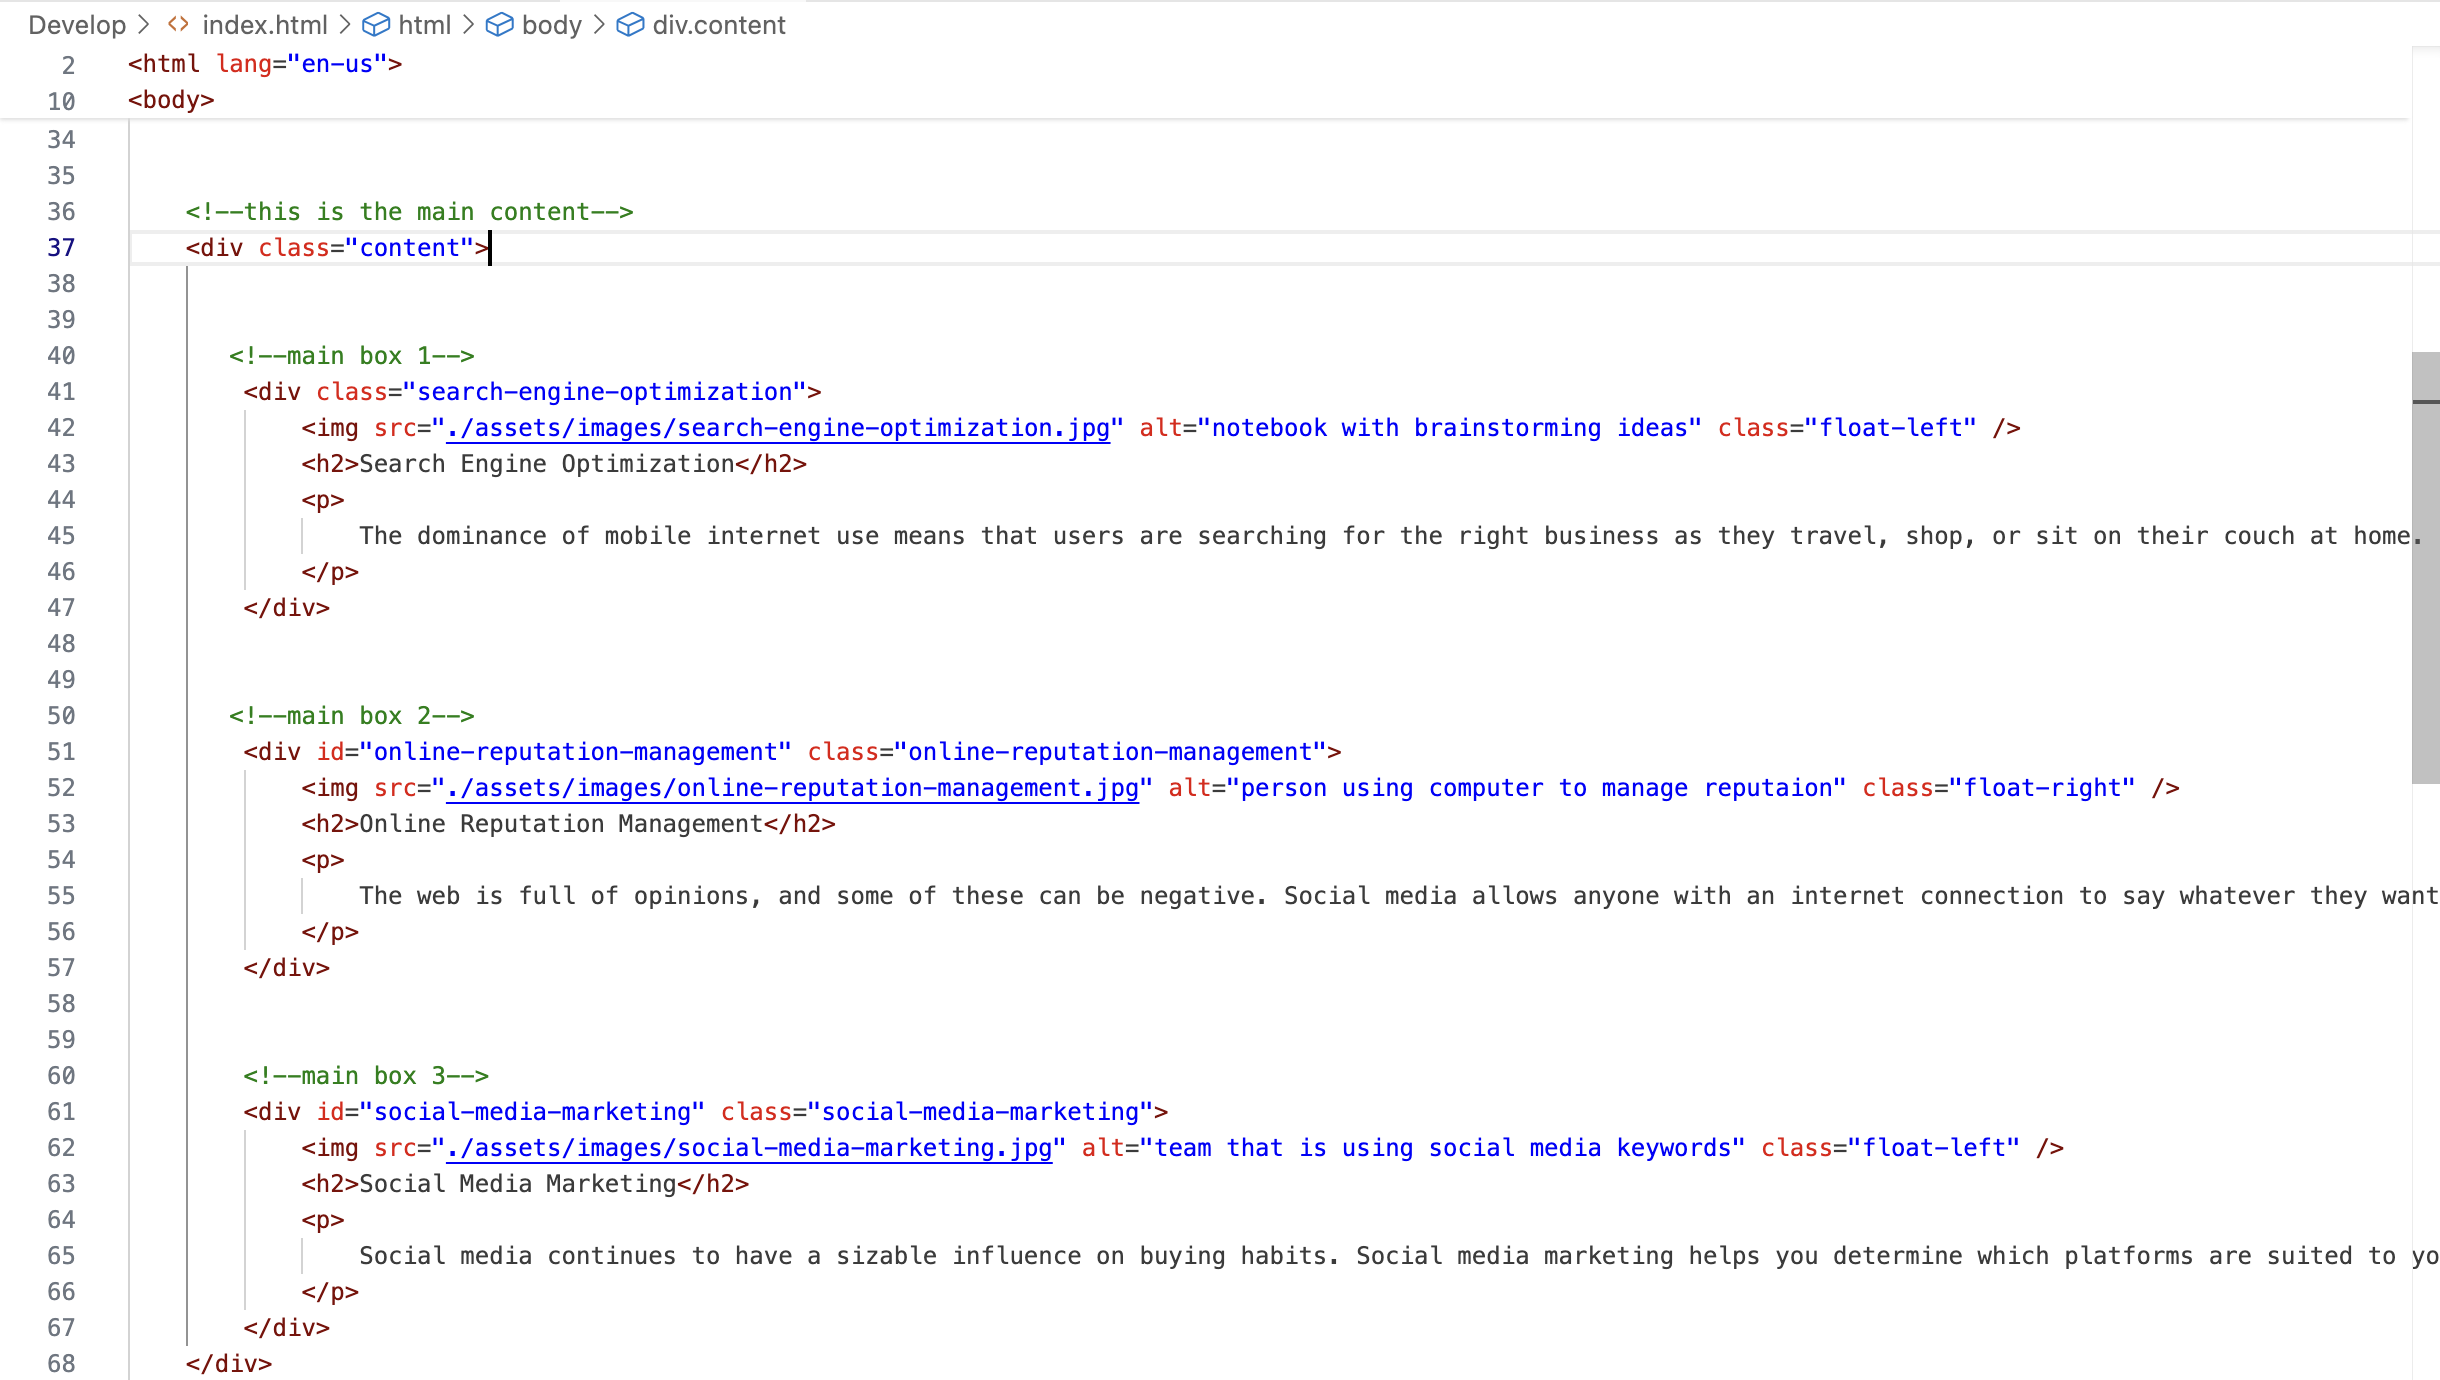 Develop > <> index.html > html > body > div.content
2 <html lang="en-us">
10 <body>
34
35
36 <!--this is the main content-->
37 <div class="content">
38
39
40 <!--main box 1-->
41 <div class="search-engine-optimization">
42 <img src="./assets/images/search-engine-optimization.jpg" alt="notebook with brainstorming ideas" class="float-left" />
43 <h2>Search Engine Optimization</h2>
44 <p>
45 The dominance of mobile internet use means that users are searching for the right business as they travel, shop, or sit on their couch at home.
46 </p>
47 </div>
48
49
50 <!--main box 2-->
51 <div id="online-reputation-management" class="online-reputation-management">
52 <img src="./assets/images/online-reputation-management.jpg" alt="person using computer to manage reputaion" class="float-right" />
53 <h2>Online Reputation Management</h2>
54 <p>
55 The web is full of opinions, and some of these can be negative. Social media allows anyone with an internet connection to say whatever they want
56 </p>
57 </div>
58
59
60 <!--main box 3-->
61 <div id="social-media-marketing" class="social-media-marketing">
62 <img src="./assets/images/social-media-marketing.jpg" alt="team that is using social media keywords" class="float-left" />
63 <h2>Social Media Marketing</h2>
64 <p>
65 Social media continues to have a sizable influence on buying habits. Social media marketing helps you determine which platforms are suited to yo
66 </p>
67 </div>
68 </div>